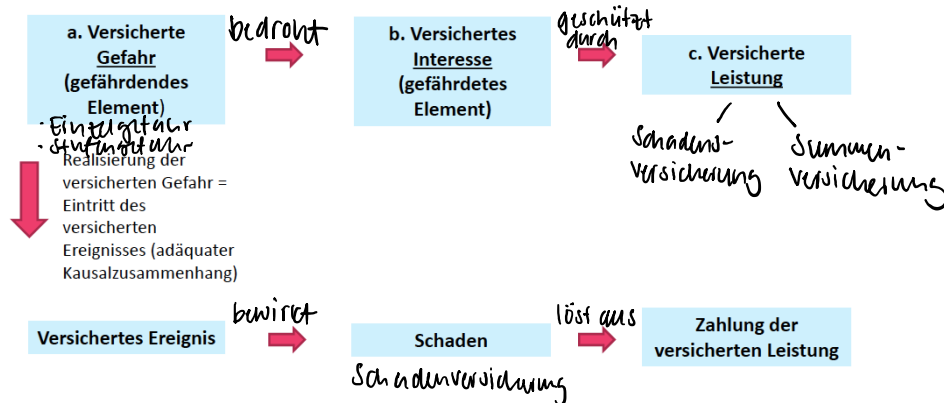 a. Versicherte
Gefahr
(gefährdendes
Element)
bedroht
b. Versichertes
Interesse
(gefährdetes
Element)
geschützt
durch
c. Versicherte
Leistung
· Einzelgefahr
· Stufengefahr
Schadens-
versicherung
Summen-
versicherung
Realisierung der
versicherten Gefahr =
Eintritt des
versicherten
Ereignisses (adäquater
Kausalzusammenhang)
Versichertes Ereignis
bewirkt
Schaden
löst aus
Zahlung der
versicherten Leistung
Schadenversicherung